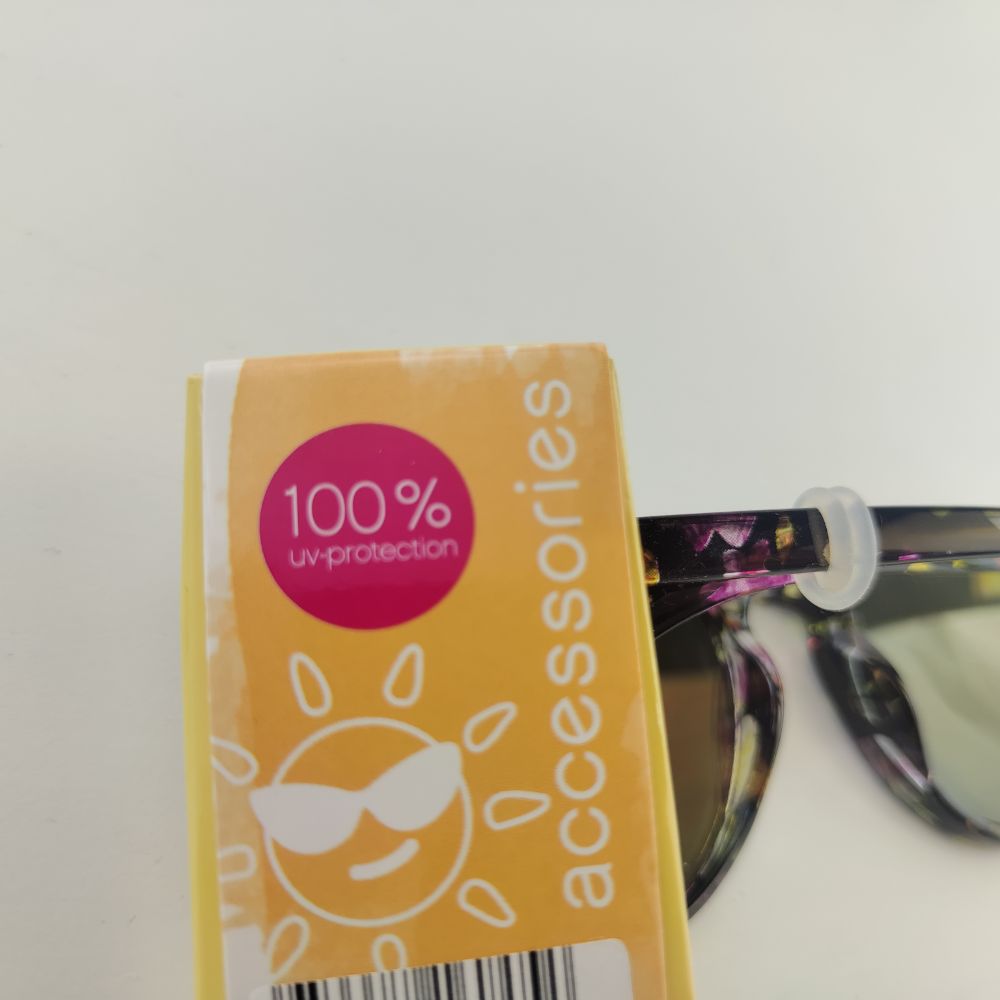 100 %
uv-protection
accessories